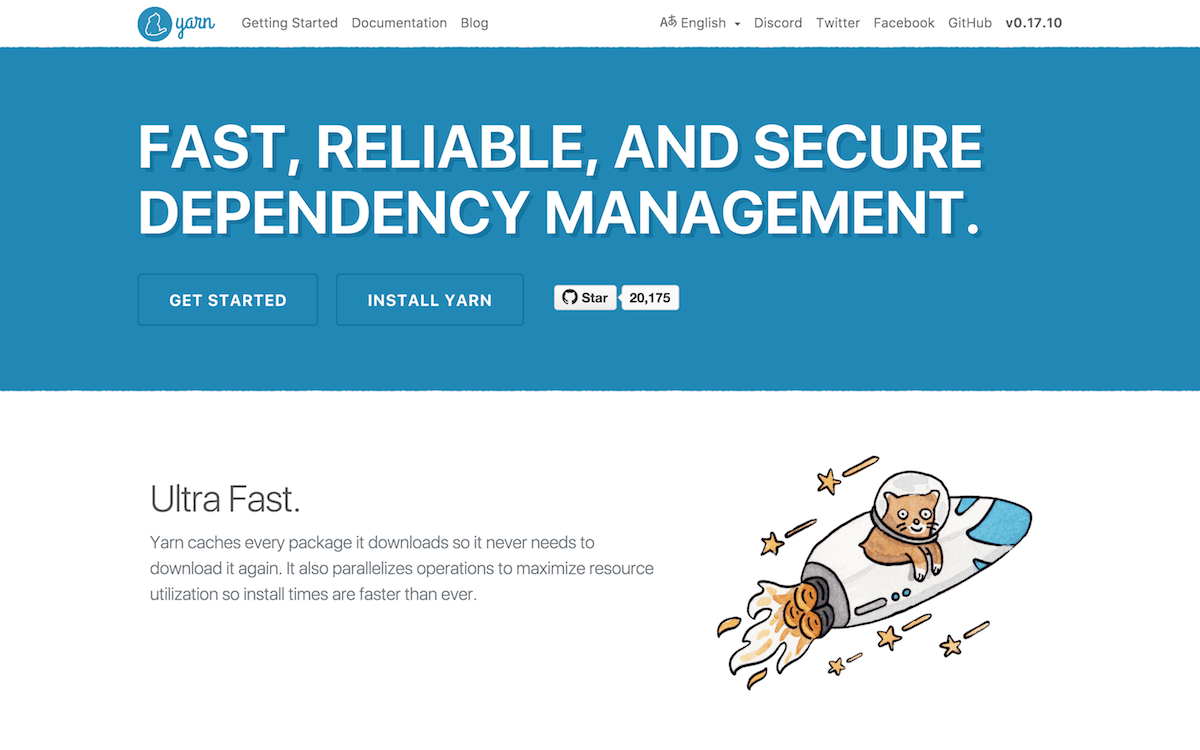 yarn
Getting Started Documentation Blog
Aあ English Discord Twitter Facebook GitHub v0.17.10
FAST, RELIABLE, AND SECURE
DEPENDENCY MANAGEMENT.
GET STARTED
INSTALL YARN
Star 20,175
Ultra Fast.
Yarn caches every package it downloads so it never needs to
download it again. It also parallelizes operations to maximize resource
utilization so install times are faster than ever.